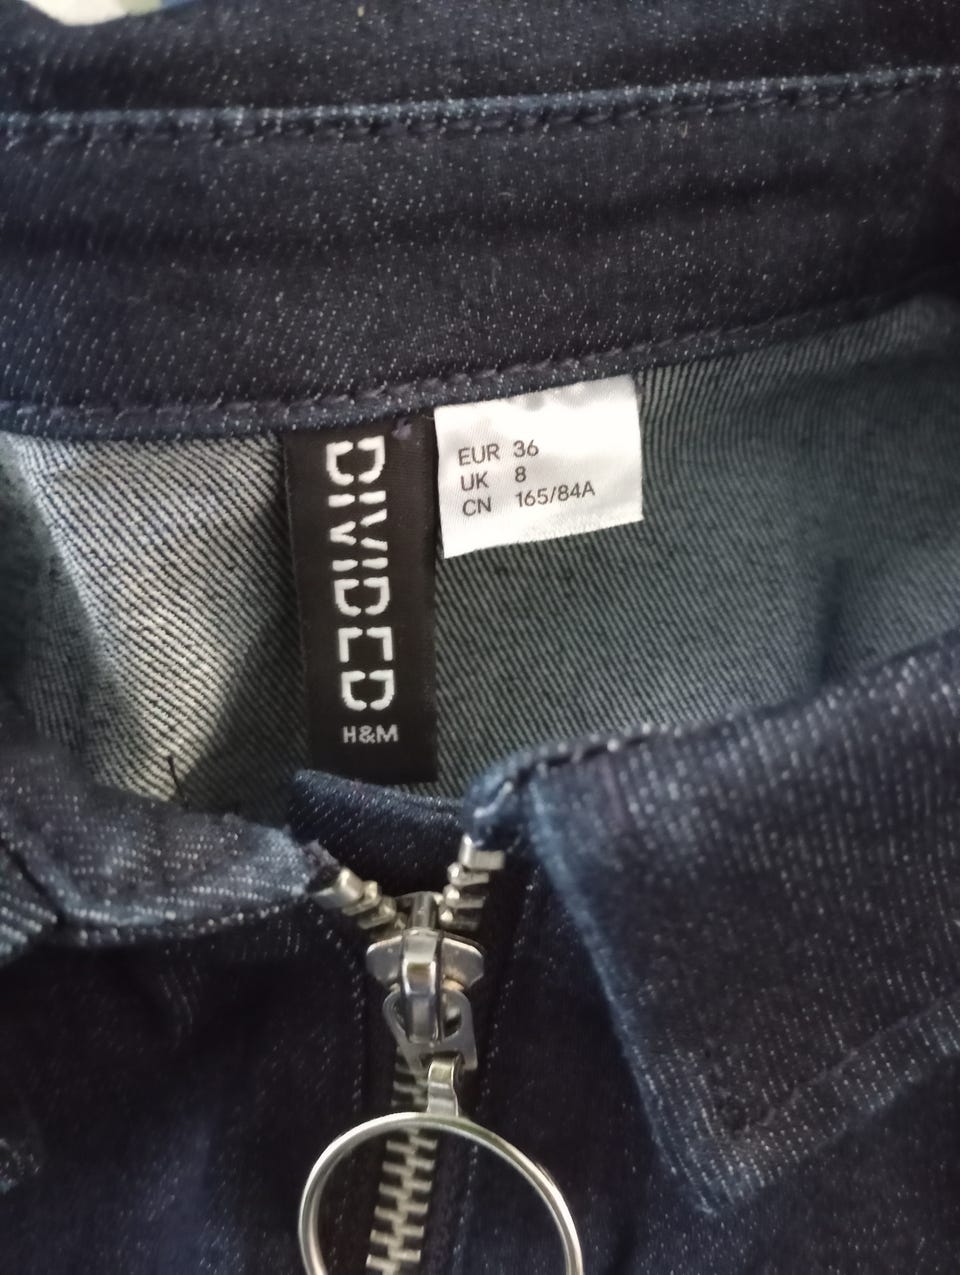 DIVIDED
H&M
EUR 36
UK 8
CN 165/84A